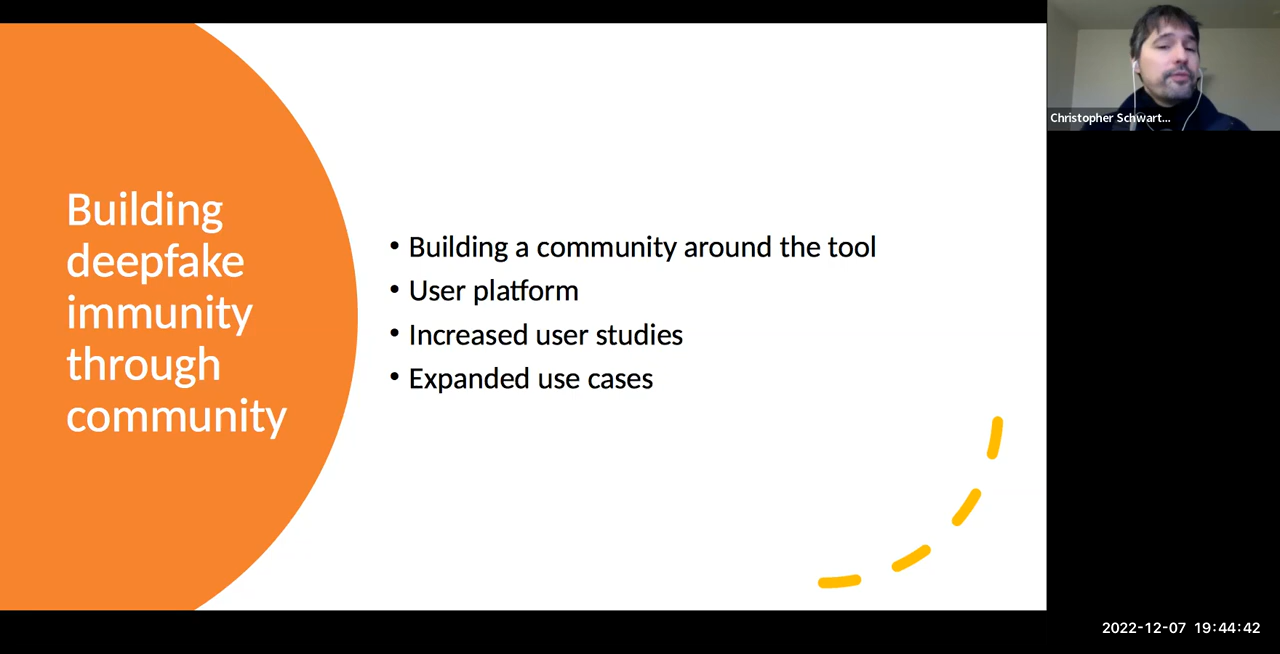 Building
deepfake
immunity
through
community
• Building a community around the tool
• User platform
• Increased user studies
• Expanded use cases
Christopher Schwart...
2022-12-07 19:44:42